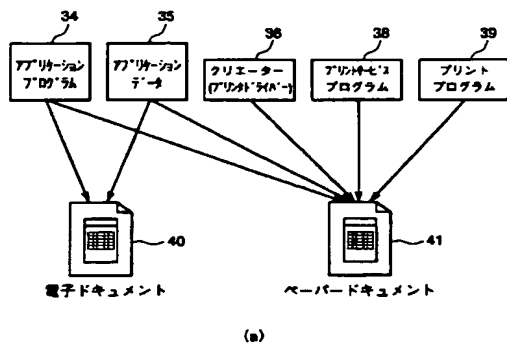 34
35
36
38
39
アプリケーション
プログラム
アプリケーション
データ
クリエーター
(プリンタドライバー)
プリントサービス
プログラム
プリント
プログラム
40
41
電子ドキュメント
ペーパードキュメント
(a)